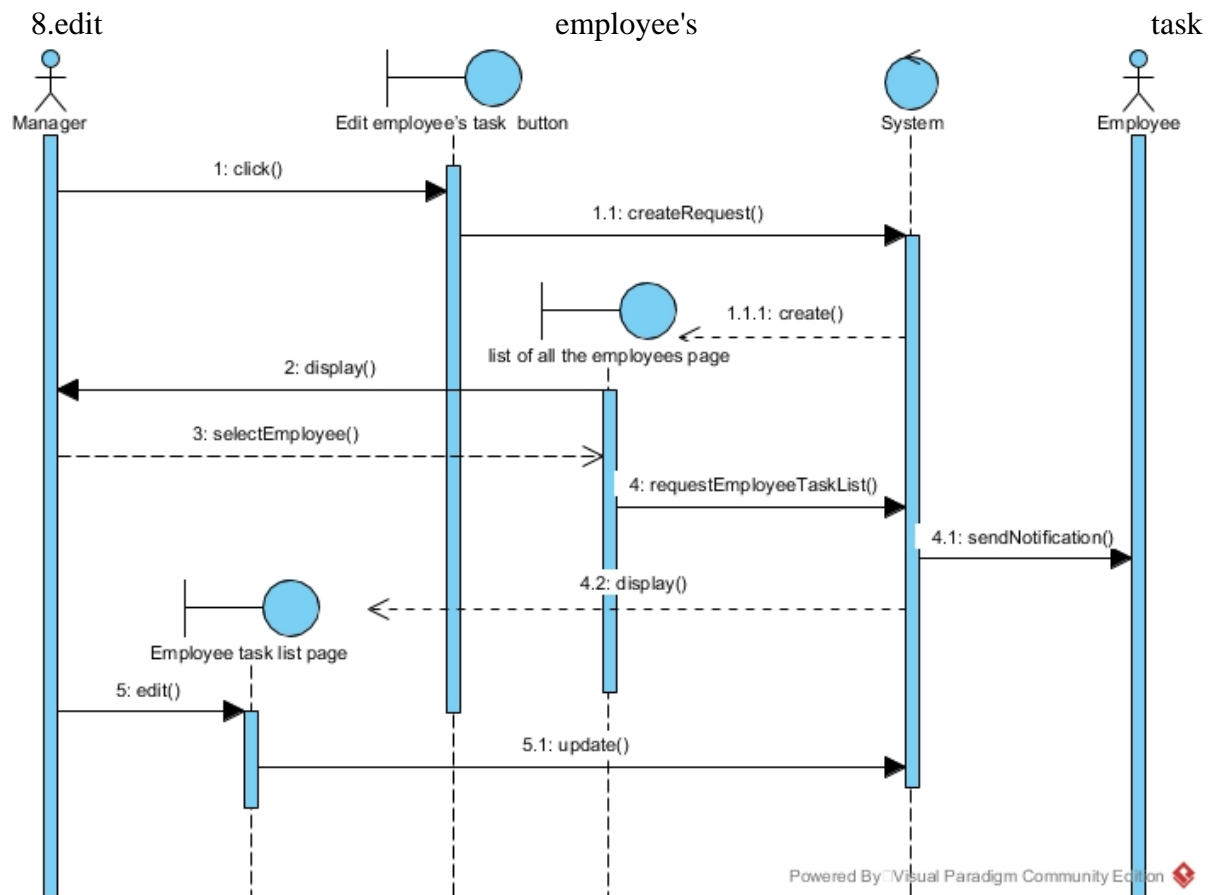 8.edit employee's task
Manager
Edit employee's task button
System
Employee
1: click()
1.1: createRequest()
1.1.1: create()
list of all the employees page
2: display()
3: selectEmployee()
4: requestEmployeeTaskList()
4.1: sendNotification()
4.2: display()
Employee task list page
5: edit()
5.1: update()
Powered By Visual Paradigm Community Edition